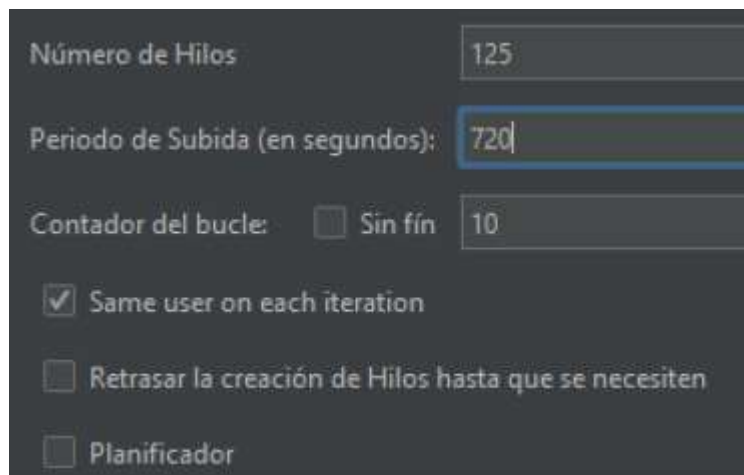 Número de Hilos 125
Periodo de Subida (en segundos): 720
Contador del bucle: Sin fín 10
Same user on each iteration
Retrasar la creación de Hilos hasta que se necesiten
Planificador